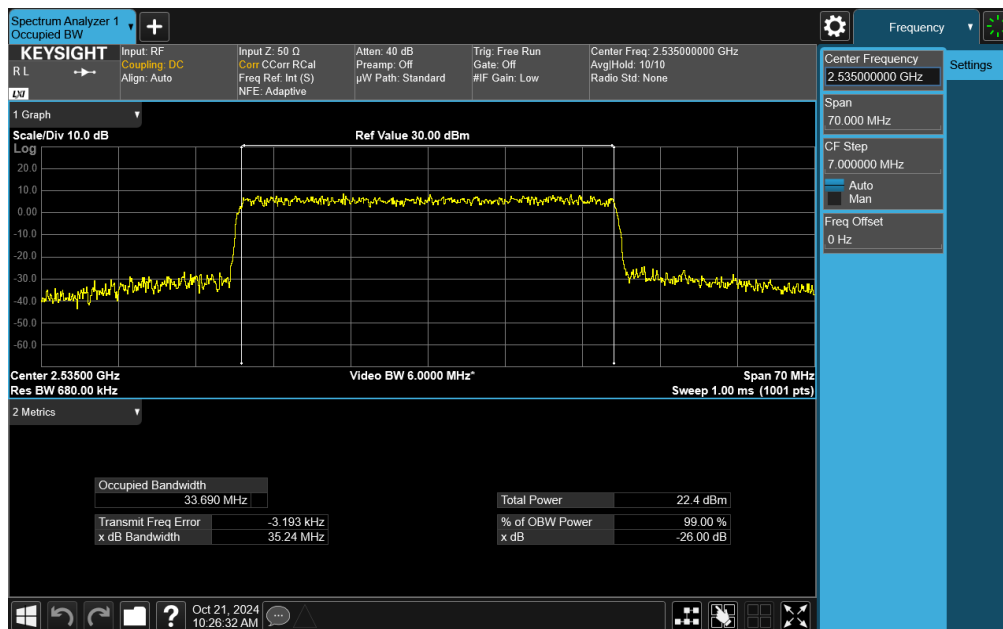 Spectrum Analyzer 1
Occupied BW
+
Frequency
KEYSIGHT
R L
LXI
Input: RF
Coupling: DC
Align: Auto
Input Z: 50 Ω
Corr CCorr RCal
Freq Ref: Int (S)
NFE: Adaptive
Atten: 40 dB
Preamp: Off
µW Path: Standard
Trig: Free Run
Gate: Off
#IF Gain: Low
Center Freq: 2.535000000 GHz
Avg|Hold: 10/10
Radio Std: None
Center Frequency
2.535000000 GHz
Settings
Span
70.000 MHz
CF Step
7.000000 MHz
Auto
Man
Freq Offset
0 Hz
1 Graph
Scale/Div 10.0 dB
Ref Value 30.00 dBm
Log
20.0
10.0
0.00
-10.0
-20.0
-30.0
-40.0
-50.0
-60.0
Center 2.53500 GHz
Video BW 6.0000 MHz*
Span 70 MHz
Res BW 680.00 kHz
Sweep 1.00 ms (1001 pts)
2 Metrics
Occupied Bandwidth
33.690 MHz
Total Power 22.4 dBm
Transmit Freq Error -3.193 kHz
% of OBW Power 99.00 %
x dB Bandwidth 35.24 MHz
x dB -26.00 dB
?
Oct 21, 2024
10:26:32 AM